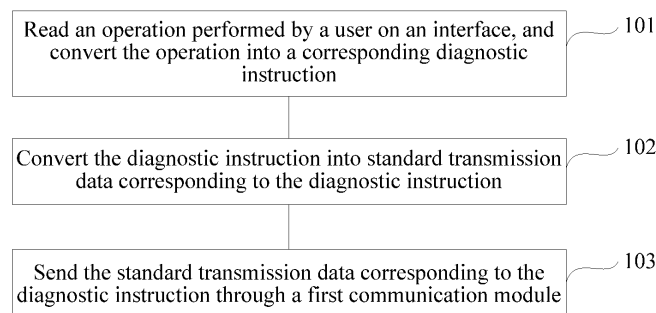 Read an operation performed by a user on an interface, and
convert the operation into a corresponding diagnostic
instruction
101
Convert the diagnostic instruction into standard transmission
data corresponding to the diagnostic instruction
102
Send the standard transmission data corresponding to the
diagnostic instruction through a first communication module
103